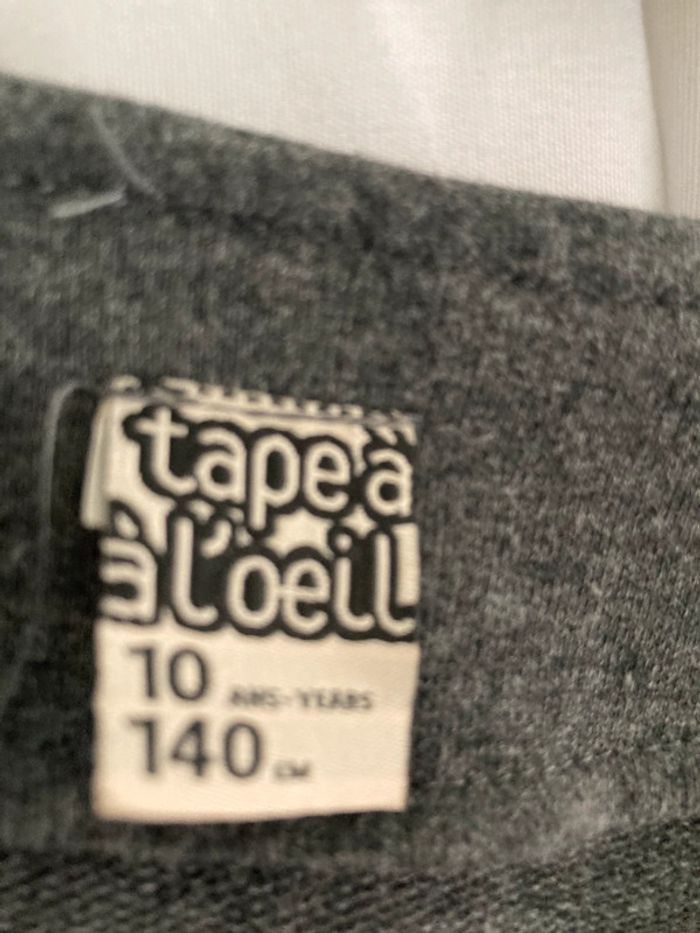 tape à
à l'oeil
10 ANS-YEARS
140 CM